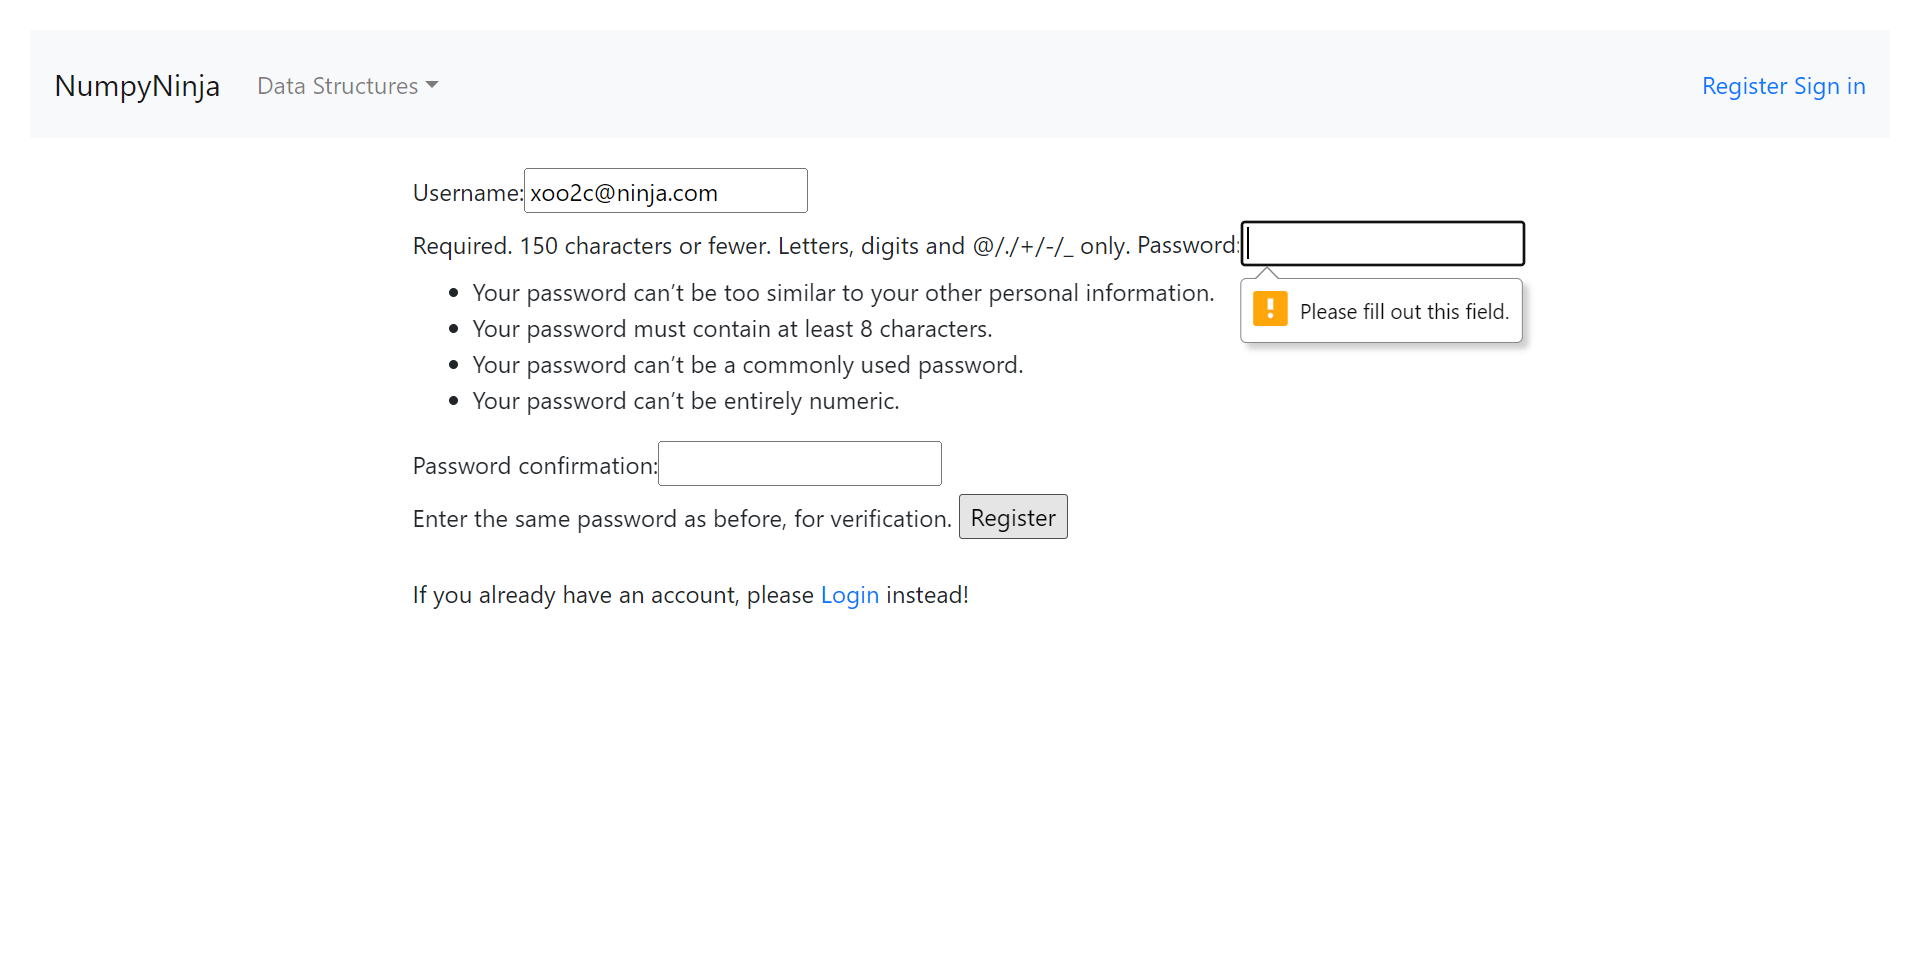 NumpyNinja Data Structures Register Sign in
Username: xoo2c@ninja.com
Required. 150 characters or fewer. Letters, digits and @/./+/-/_ only. Password:
Please fill out this field.
Your password can’t be too similar to your other personal information.
Your password must contain at least 8 characters.
Your password can’t be a commonly used password.
Your password can’t be entirely numeric.
Password confirmation:
Enter the same password as before, for verification. Register
If you already have an account, please Login instead!